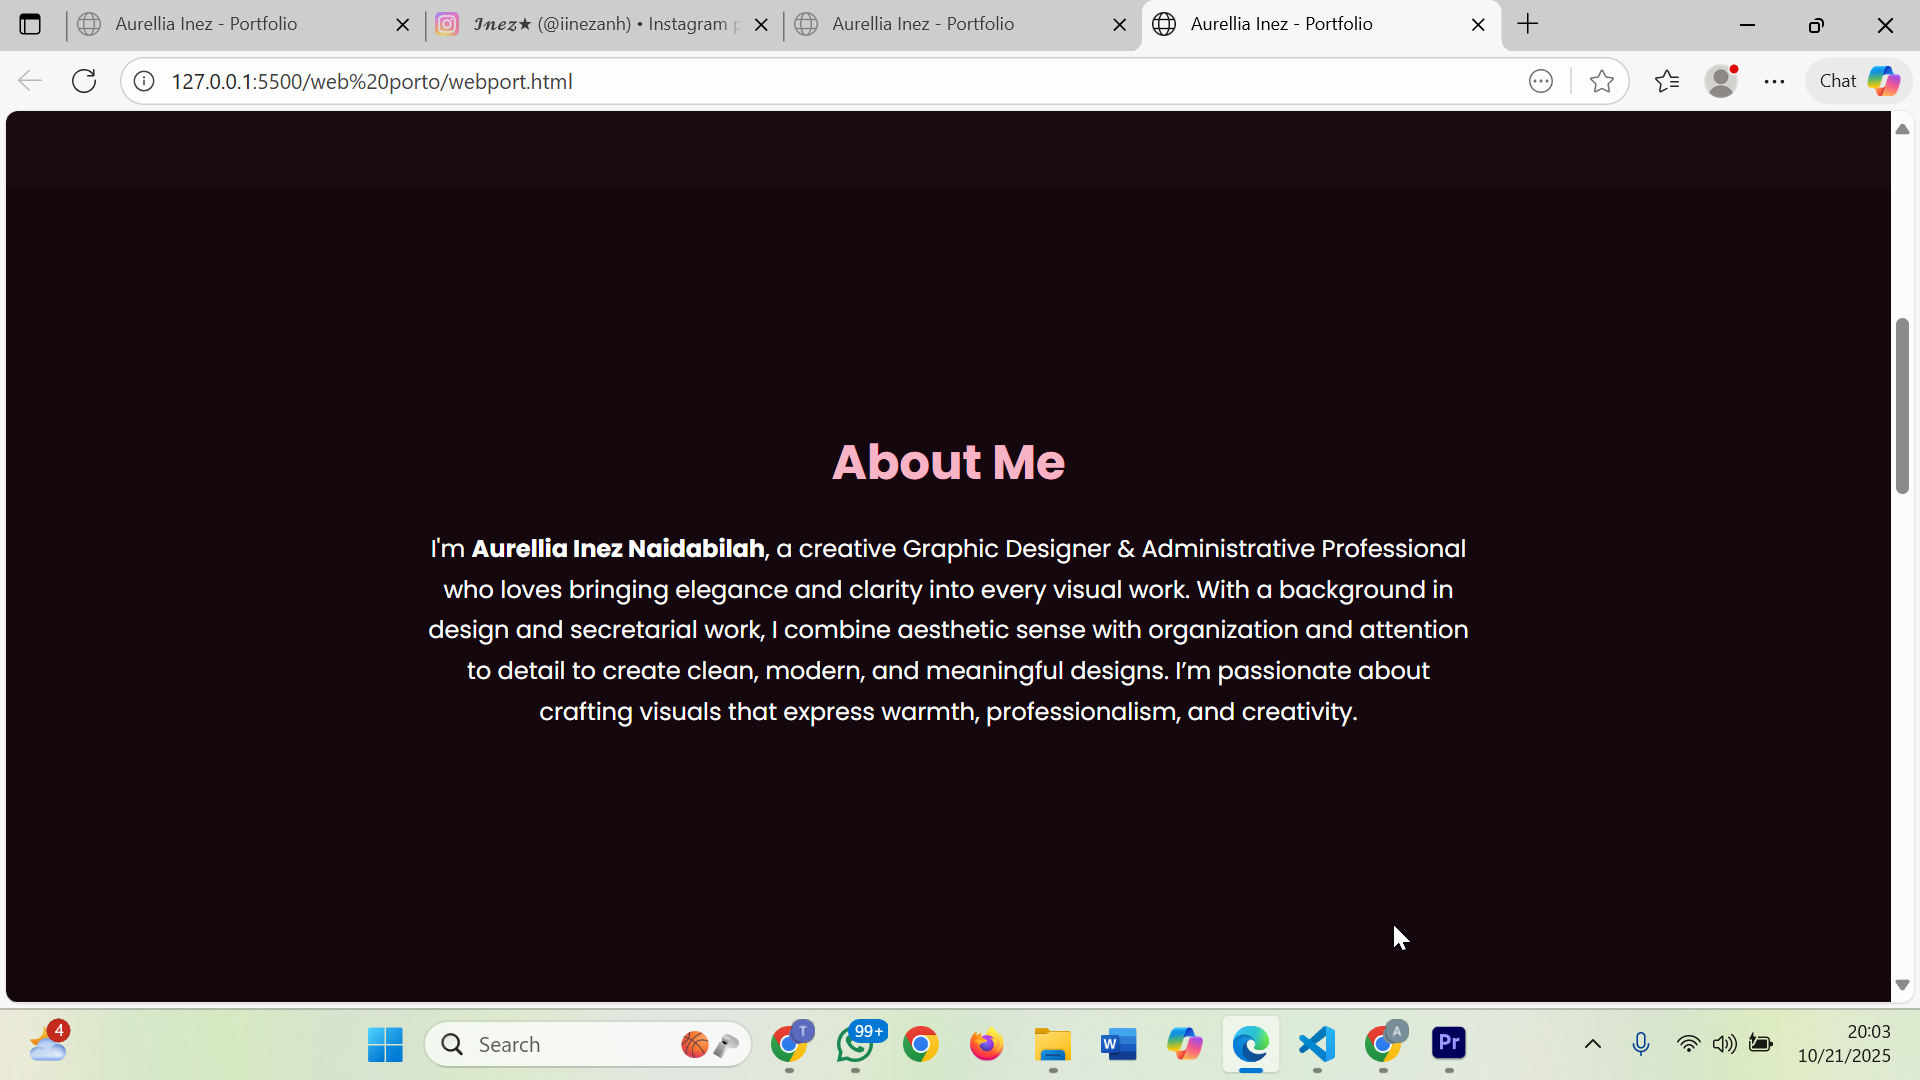 Aurellia Inez - Portfolio
𝑰𝒏𝒆𝒛★ (@iinezanh) • Instagram p
Aurellia Inez - Portfolio
Aurellia Inez - Portfolio
127.0.0.1:5500/web%20porto/webport.html
Chat
About Me
I'm Aurellia Inez Naidabilah, a creative Graphic Designer & Administrative Professional
who loves bringing elegance and clarity into every visual work. With a background in
design and secretarial work, I combine aesthetic sense with organization and attention
to detail to create clean, modern, and meaningful designs. I’m passionate about
crafting visuals that express warmth, professionalism, and creativity.
4
Search
T
99+
W
A
Pr
20:03
10/21/2025